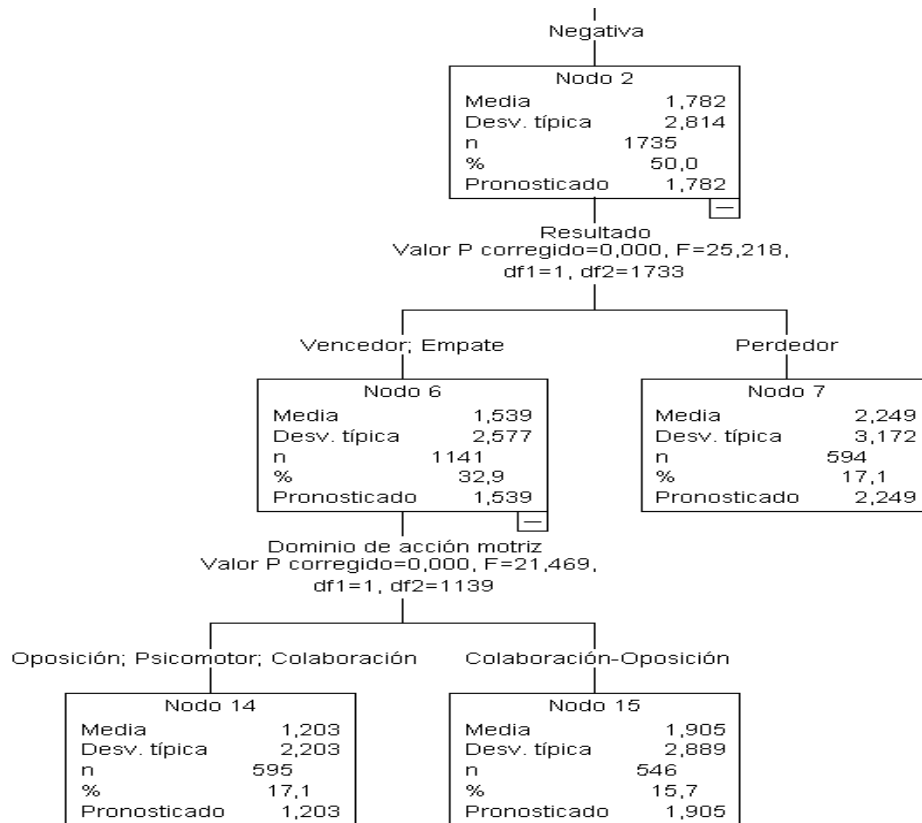 Negativa
Nodo 2
Media 1,782
Desv. típica 2,814
n 1735
% 50,0
Pronosticado 1,782
Resultado
Valor P corregido=0,000, F=25,218,
df1=1, df2=1733
Vencedor; Empate
Perdedor
Nodo 6
Media 1,539
Desv. típica 2,577
n 1141
% 32,9
Pronosticado 1,539
Nodo 7
Media 2,249
Desv. típica 3,172
n 594
% 17,1
Pronosticado 2,249
Dominio de acción motriz
Valor P corregido=0,000, F=21,469,
df1=1, df2=1139
Oposición; Psicomotor; Colaboración
Colaboración-Oposición
Nodo 14
Media 1,203
Desv. típica 2,203
n 595
% 17,1
Pronosticado 1,203
Nodo 15
Media 1,905
Desv. típica 2,889
n 546
% 15,7
Pronosticado 1,905